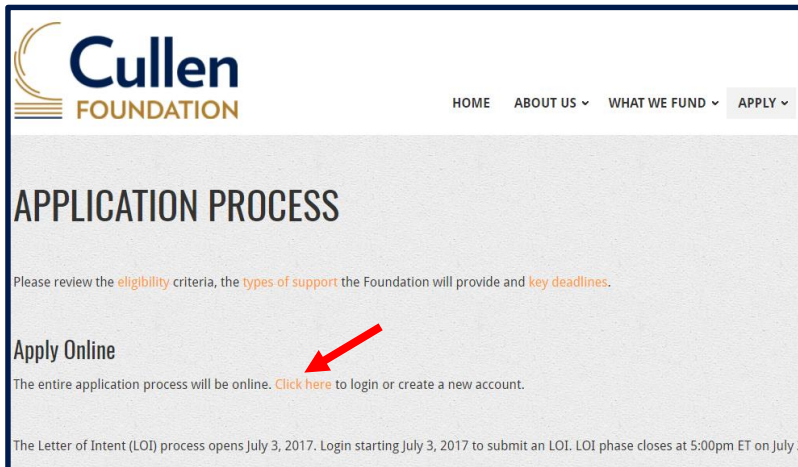 Cullen
FOUNDATION
HOME ABOUT US WHAT WE FUND APPLY
APPLICATION PROCESS
Please review the eligibility criteria, the types of support the Foundation will provide and key deadlines.
Apply Online
The entire application process will be online. Click here to login or create a new account.
The Letter of Intent (LOI) process opens July 3, 2017. Login starting July 3, 2017 to submit an LOI. LOI phase closes at 5:00pm ET on July